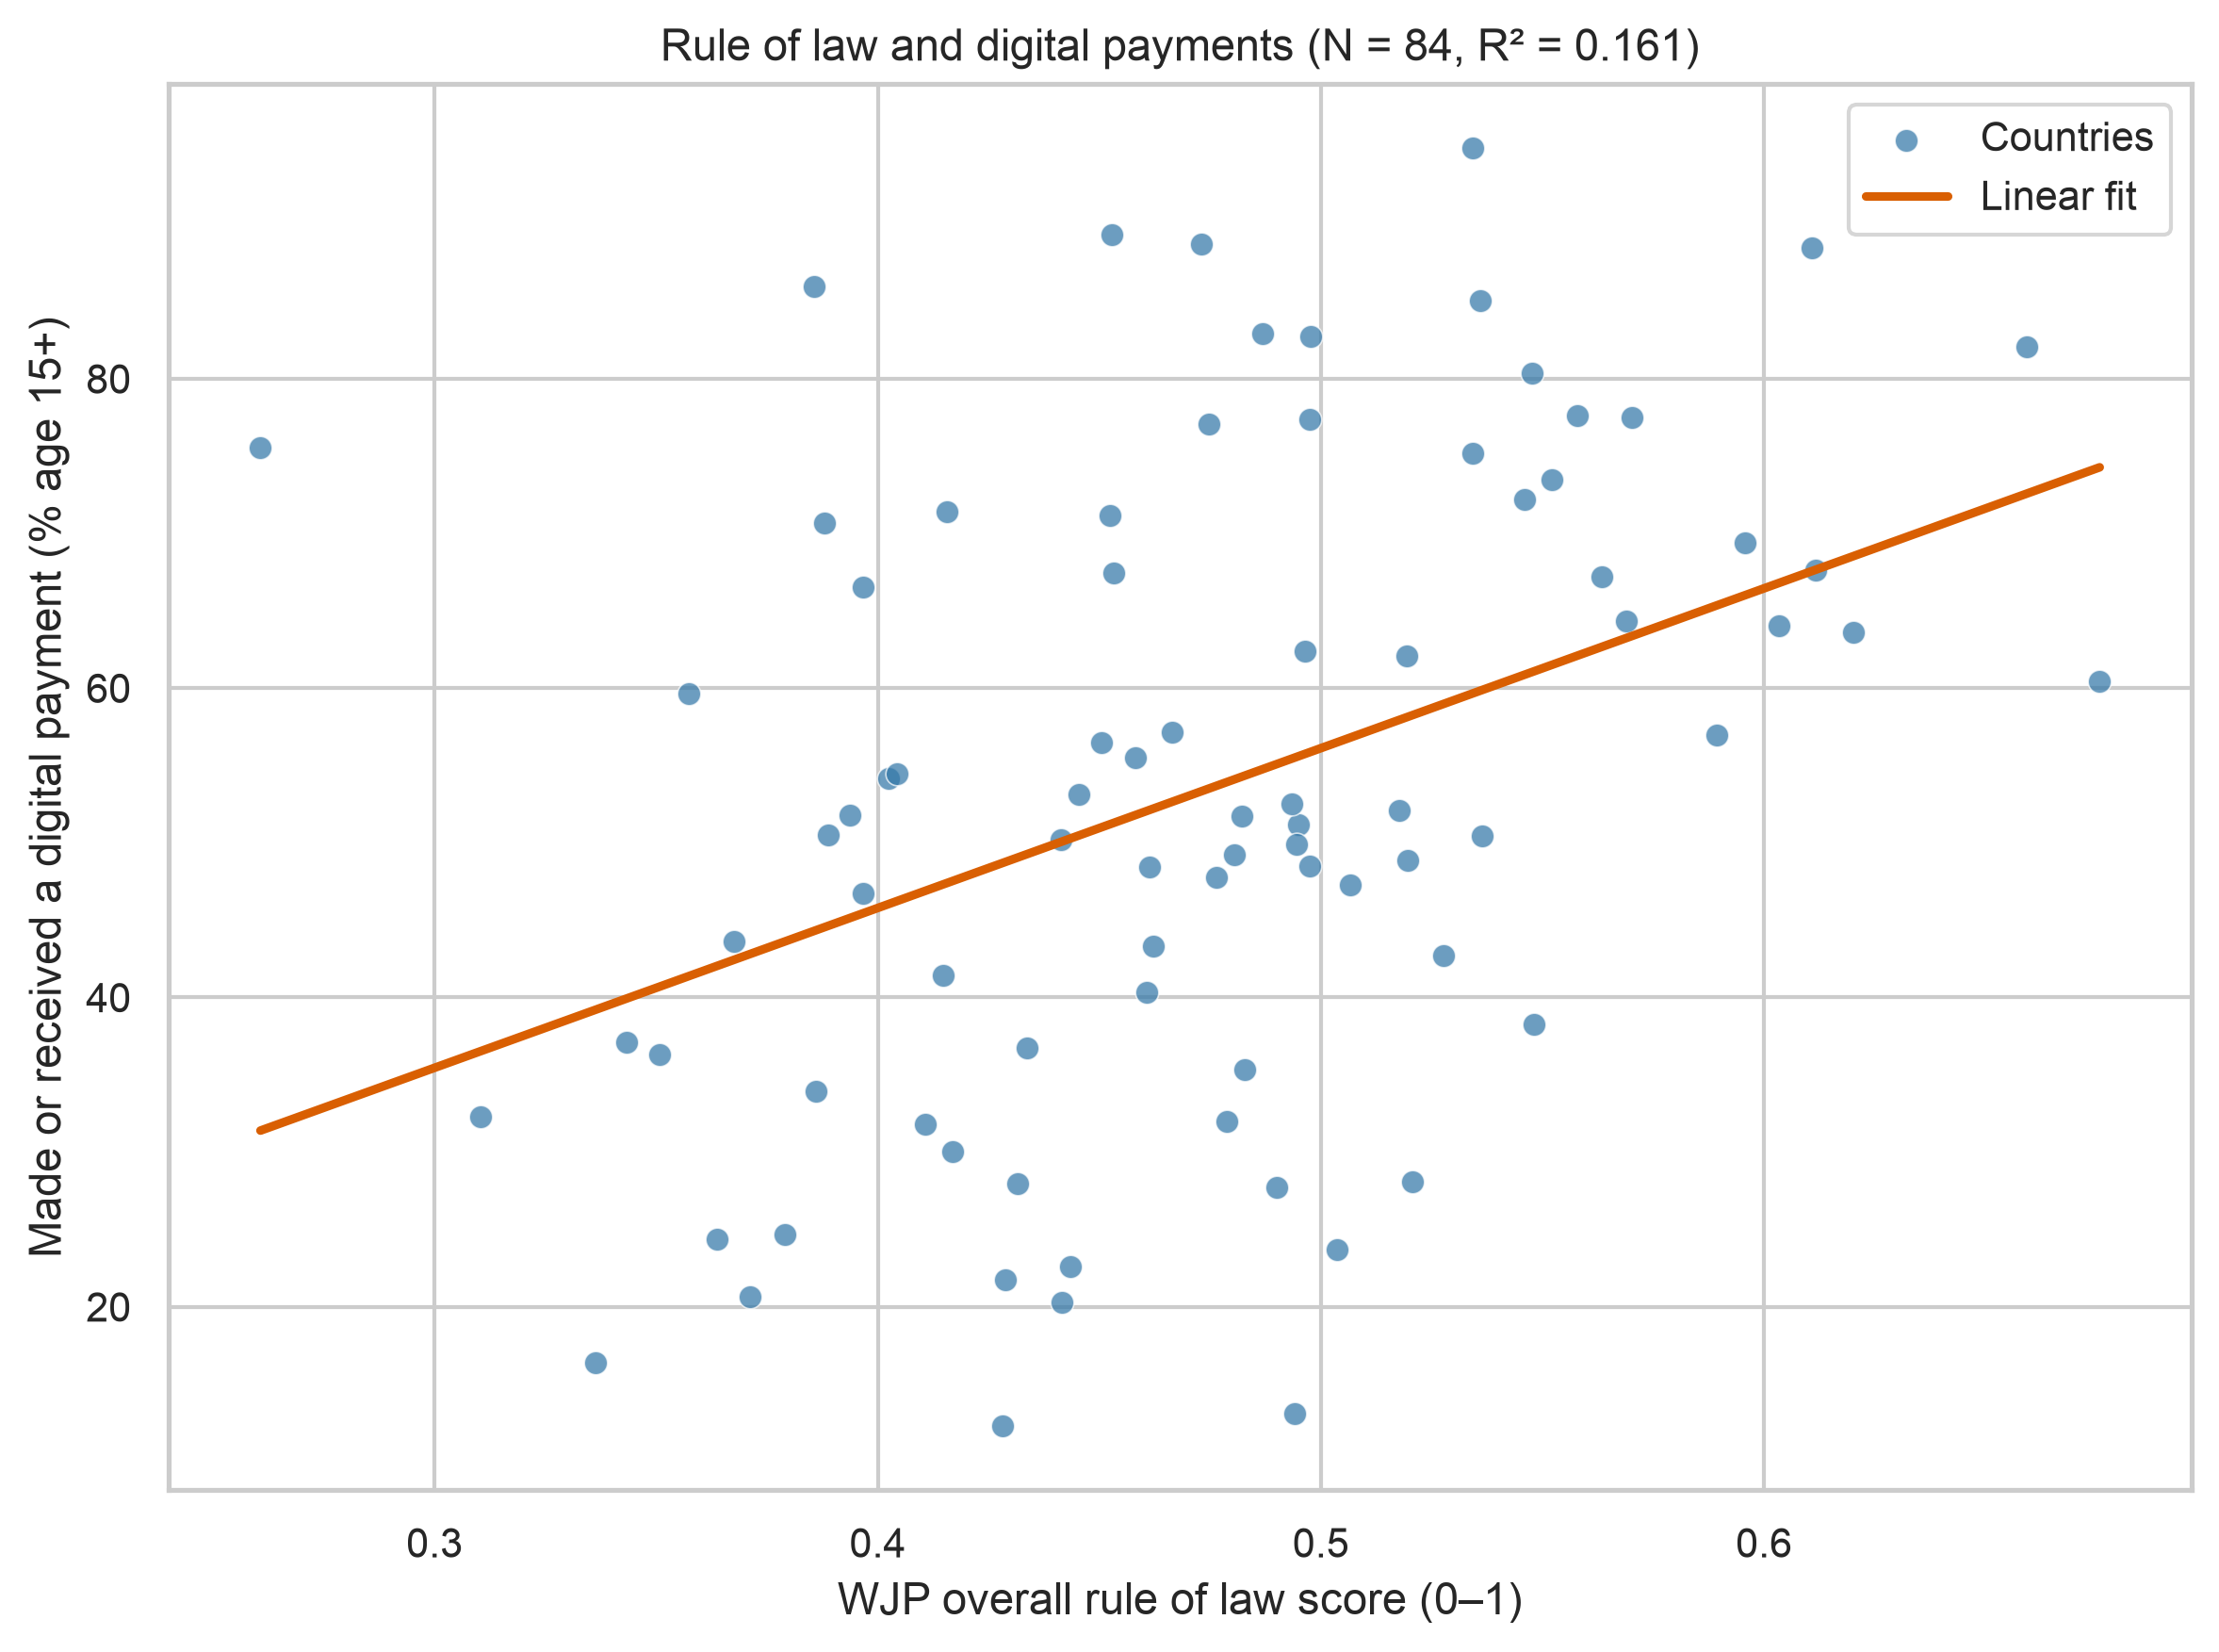 Rule of law and digital payments (N = 84, R² = 0.161)
Countries
Linear fit
Made or received a digital payment (% age 15+)
80
60
40
20
0.3 0.4 0.5 0.6
WJP overall rule of law score (0–1)